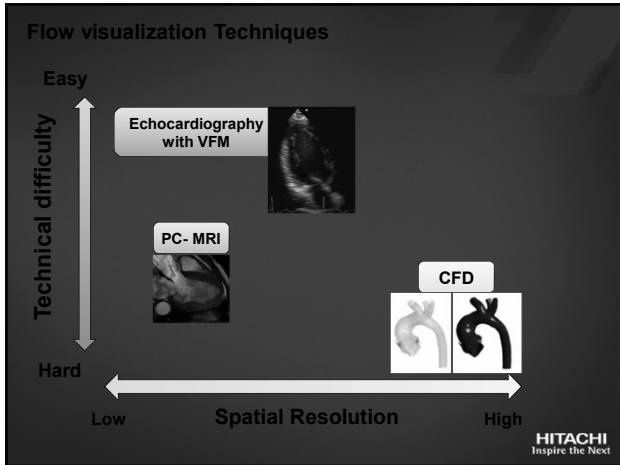 Flow visualization Techniques
Easy
Technical difficulty
Echocardiography
with VFM
PC- MRI
CFD
Hard
Low
Spatial Resolution
High
HITACHI
Inspire the Next